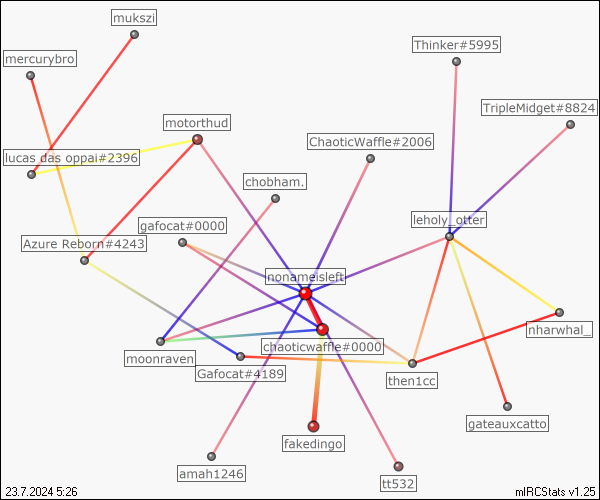 mukszi
Thinker#5995
mercurybro
TripleMidget#8824
motorthud
ChaoticWaffle#2006
lucas das oppai#2396
chobham.
leholy_otter
gafocat#0000
Azure Reborn#4243
nonameisleft
nharwhal_
chaoticwaffle#0000
moonraven
Gafocat#4189
then1cc
gateauxcatto
fakedingo
amah1246
tt532
23.7.2024 5:26
mIRCStats v1.25